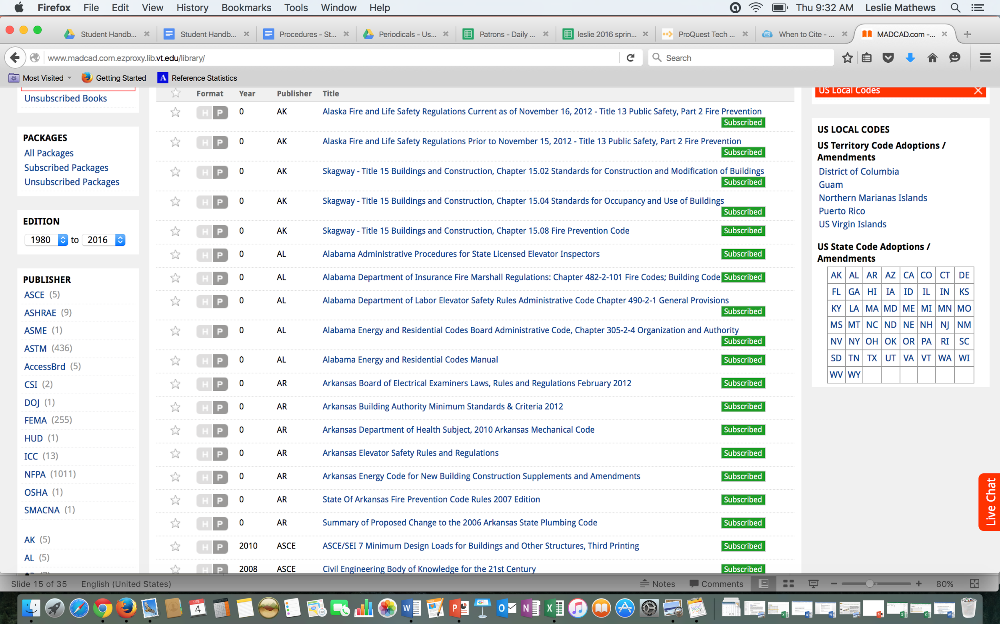 Firefox File Edit View History Bookmarks Tools Window Help Thu 9:32 AM Leslie Mathews
Student Handb... Student Handb... Procedures - St... Periodicals - Us... Patrons - Daily ... leslie 2016 sprin... ProQuest Tech ... When to Cite - ... MADCAD.com -...
www.madcad.com.ezproxy.lib.vt.edu/library/ Search
Most Visited Getting Started A Reference Statistics
Unsubscribed Books
PACKAGES
All Packages
Subscribed Packages
Unsubscribed Packages
EDITION
1980 to 2016
PUBLISHER
ASCE (5)
ASHRAE (9)
ASME (1)
ASTM (436)
AccessBrd (5)
CSI (2)
DOJ (1)
FEMA (255)
HUD (1)
ICC (13)
NFPA (1011)
OSHA (1)
SMACNA (1)
AK (5)
AL (5)
Format Year Publisher Title
H P 0 AK Alaska Fire and Life Safety Regulations Current as of November 16, 2012 - Title 13 Public Safety, Part 2 Fire Prevention
Subscribed
H P 0 AK Alaska Fire and Life Safety Regulations Prior to November 15, 2012 - Title 13 Public Safety, Part 2 Fire Prevention
Subscribed
H P 0 AK Skagway - Title 15 Buildings and Construction, Chapter 15.02 Standards for Construction and Modification of Buildings
Subscribed
H P 0 AK Skagway - Title 15 Buildings and Construction, Chapter 15.04 Standards for Occupancy and Use of Buildings
Subscribed
H P 0 AK Skagway - Title 15 Buildings and Construction, Chapter 15.08 Fire Prevention Code Subscribed
H P 0 AL Alabama Administrative Procedures for State Licensed Elevator Inspectors Subscribed
H P 0 AL Alabama Department of Insurance Fire Marshall Regulations: Chapter 482-2-101 Fire Codes; Building Code Subscribed
H P 0 AL Alabama Department of Labor Elevator Safety Rules Administrative Code Chapter 490-2-1 General Provisions
Subscribed
H P 0 AL Alabama Energy and Residential Codes Board Administrative Code, Chapter 305-2-4 Organization and Authority
Subscribed
H P 0 AL Alabama Energy and Residential Codes Manual Subscribed
H P 0 AR Arkansas Board of Electrical Examiners Laws, Rules and Regulations February 2012 Subscribed
H P 0 AR Arkansas Building Authority Minimum Standards & Criteria 2012 Subscribed
H P 0 AR Arkansas Department of Health Subject, 2010 Arkansas Mechanical Code Subscribed
H P 0 AR Arkansas Elevator Safety Rules and Regulations Subscribed
H P 0 AR Arkansas Energy Code for New Building Construction Supplements and Amendments Subscribed
H P 0 AR State Of Arkansas Fire Prevention Code Rules 2007 Edition Subscribed
H P 0 AR Summary of Proposed Change to the 2006 Arkansas State Plumbing Code Subscribed
H P 2010 ASCE ASCE/SEI 7 Minimum Design Loads for Buildings and Other Structures, Third Printing Subscribed
H P 2008 ASCE Civil Engineering Body of Knowledge for the 21st Century Subscribed
US Local Codes
US LOCAL CODES
US Territory Code Adoptions /
Amendments
District of Columbia
Guam
Northern Marianas Islands
Puerto Rico
US Virgin Islands
US State Code Adoptions /
Amendments
AK AL AR AZ CA CO CT DE
FL GA HI IA ID IL IN KS
KY LA MA MD ME MI MN MO
MS MT NC ND NE NH NJ NM
NV NY OH OK OR PA RI SC
SD TN TX UT VA VT WA WI
WV WY
Live Chat
Slide 15 of 35 English (United States) Notes Comments 80%
FEB
4